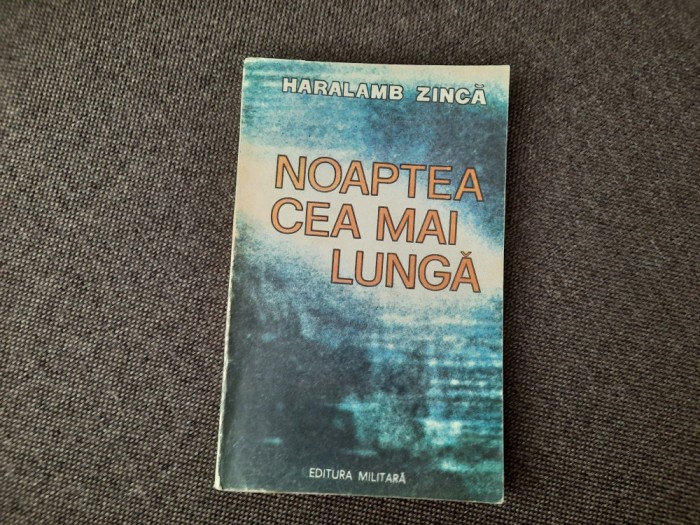 HARALAMB ZINCĂ
NOAPTEA
CEA MAI
LUNGĂ
EDITURA MILITARĂ